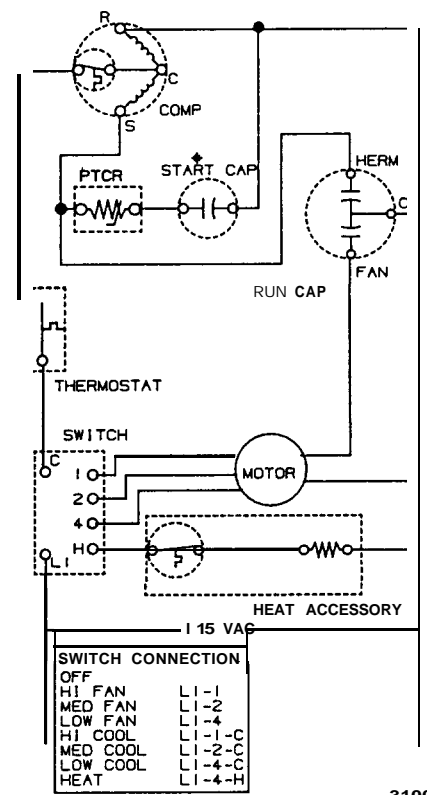 R
C
COMP
S
PTCR
START CAP
HERM
C
FAN
RUN CAP
THERMOSTAT
SWITCH
C
1
2
4
H
L1
MOTOR
HEAT ACCESSORY
115 VAC
SWITCH CONNECTION
OFF
HI FAN L1-1
MED FAN L1-2
LOW FAN L1-4
HI COOL L1-1-C
MED COOL L1-2-C
LOW COOL L1-4-C
HEAT L1-4-H